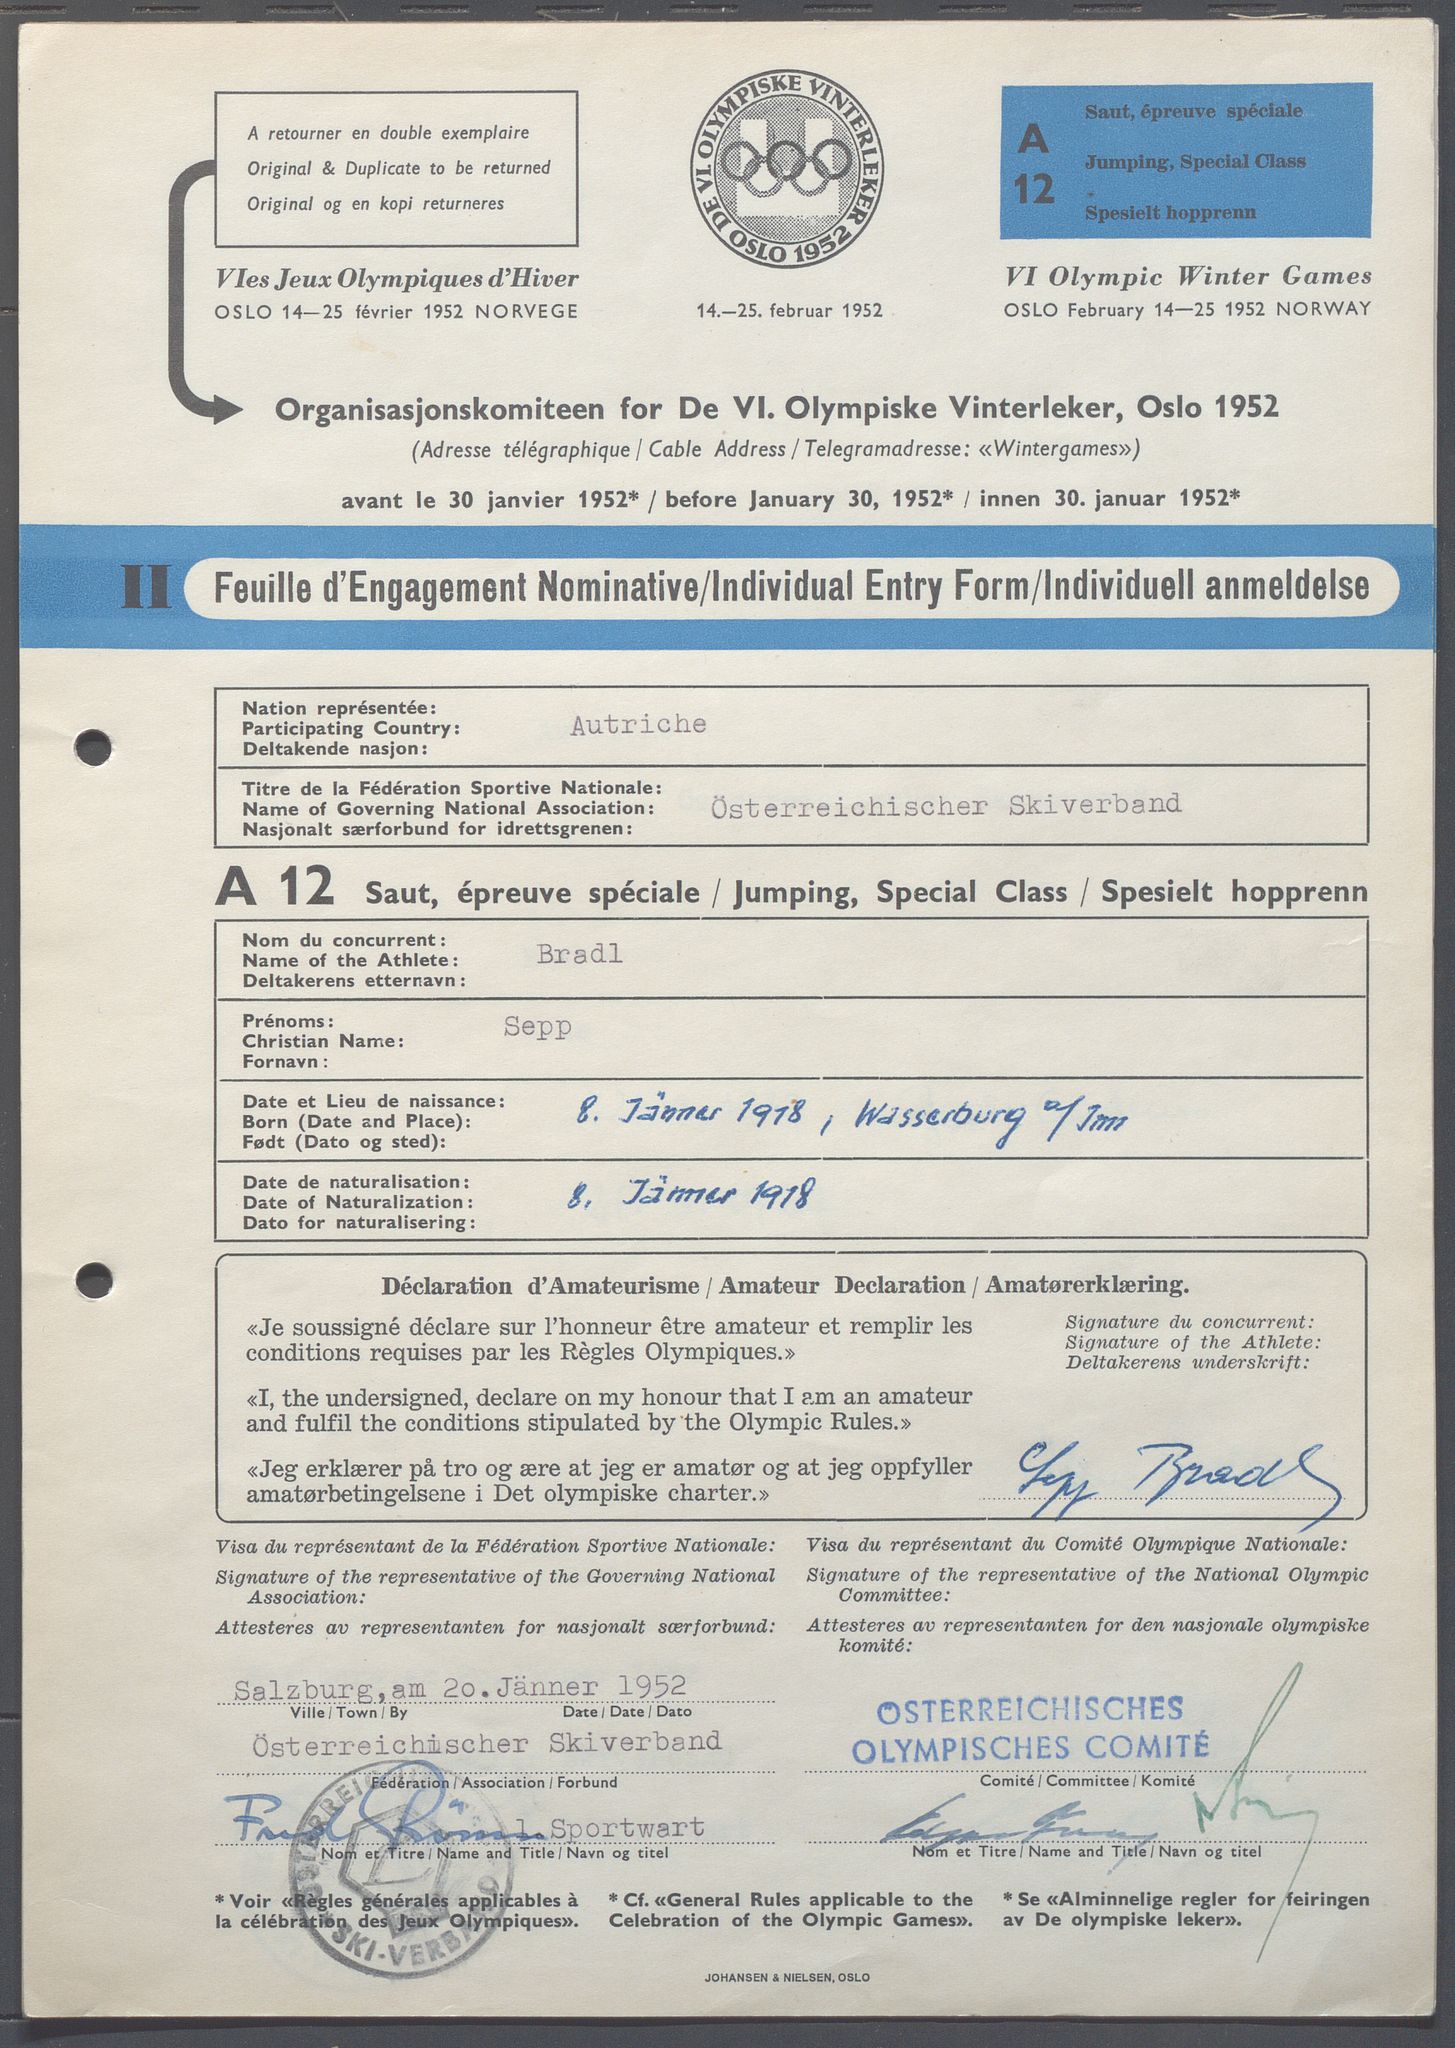 A retourner en double exemplaire
Original & Duplicate to be returned
Original og en kopi returneres
DE VI. OLYMPISKE VINTERLEKER
OSLO 1952
A
12
Saut, épreuve spéciale
Jumping, Special Class
Spesielt hopprenn
VIes Jeux Olympiques d'Hiver
OSLO 14—25 février 1952 NORVEGE
14.—25. februar 1952
VI Olympic Winter Games
OSLO February 14—25 1952 NORWAY
Organisasjonskomiteen for De VI. Olympiske Vinterleker, Oslo 1952
(Adresse télégraphique / Cable Address / Telegramadresse: «Wintergames»)
avant le 30 janvier 1952* / before January 30, 1952* / innen 30. januar 1952*
II Feuille d'Engagement Nominative/Individual Entry Form/Individuell anmeldelse
Nation représentée:
Participating Country: Autriche
Deltakende nasjon:
Titre de la Fédération Sportive Nationale:
Name of Governing National Association: Österreichischer Skiverband
Nasjonalt særforbund for idrettsgrenen:
A 12 Saut, épreuve spéciale / Jumping, Special Class / Spesielt hopprenn
Nom du concurrent:
Name of the Athlete: Bradl
Deltakerens etternavn:
Prénoms: Sepp
Christian Name:
Fornavn:
Date et Lieu de naissance:
Born (Date and Place): 8. Jänner 1918, Wasserburg a/Inn
Født (Dato og sted):
Date de naturalisation:
Date of Naturalization: 8. Jänner 1918
Dato for naturalisering:
Déclaration d'Amateurisme / Amateur Declaration / Amatørerklæring.
«Je soussigné déclare sur l'honneur être amateur et remplir les
conditions requises par les Règles Olympiques.»
«I, the undersigned, declare on my honour that I am an amateur
and fulfil the conditions stipulated by the Olympic Rules.»
«Jeg erklærer på tro og ære at jeg er amatør og at jeg oppfyller
amatørbetingelsene i Det olympiske charter.»
Signature du concurrent:
Signature of the Athlete:
Deltakerens underskrift:
Sepp Bradl
Visa du représentant de la Fédération Sportive Nationale:
Signature of the representative of the Governing National
Association:
Attesteres av representanten for nasjonalt særforbund:
Visa du représentant du Comité Olympique Nationale:
Signature of the representative of the National Olympic
Committee:
Attesteres av representanten for den nasjonale olympiske
komité:
Salzburg, am 20. Jänner 1952
Ville / Town / By Date / Date / Dato
Österreichischer Skiverband
Fédération / Association / Forbund
Sportwart
Nom et Titre / Name and Title / Navn og titel
SKI-VERBAND
ÖSTERREICHISCHES
OLYMPISCHES COMITÉ
Comité / Committee / Komité
Nom et Titre / Name and Title / Navn og titel
* Voir «Règles générales applicables à
la célébration des Jeux Olympiques».
* Cf. «General Rules applicable to the
Celebration of the Olympic Games».
* Se «Alminnelige regler for feiringen
av De olympiske leker».
JOHANSEN & NIELSEN, OSLO